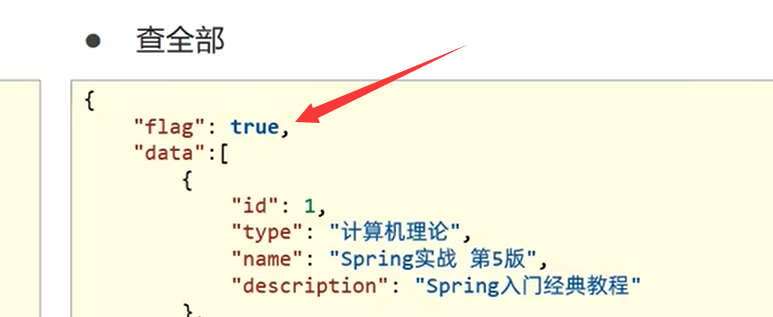 ● 查全部
{
"flag": true,
"data":[
{
"id": 1,
"type": "计算机理论",
"name": "Spring实战 第5版",
"description": "Spring入门经典教程"
},